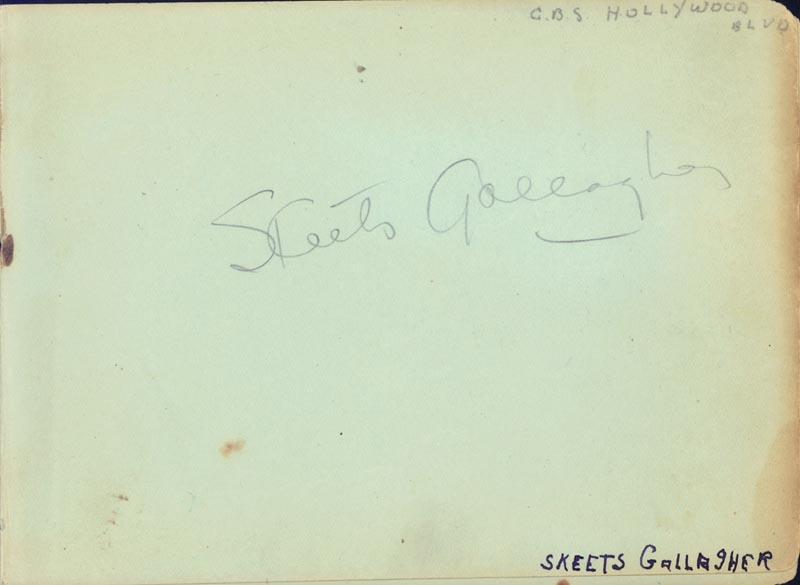 C.B.S. HOLLYWOOD
BLVD
Skeets Gallagher
SKEETS GALLAGHER